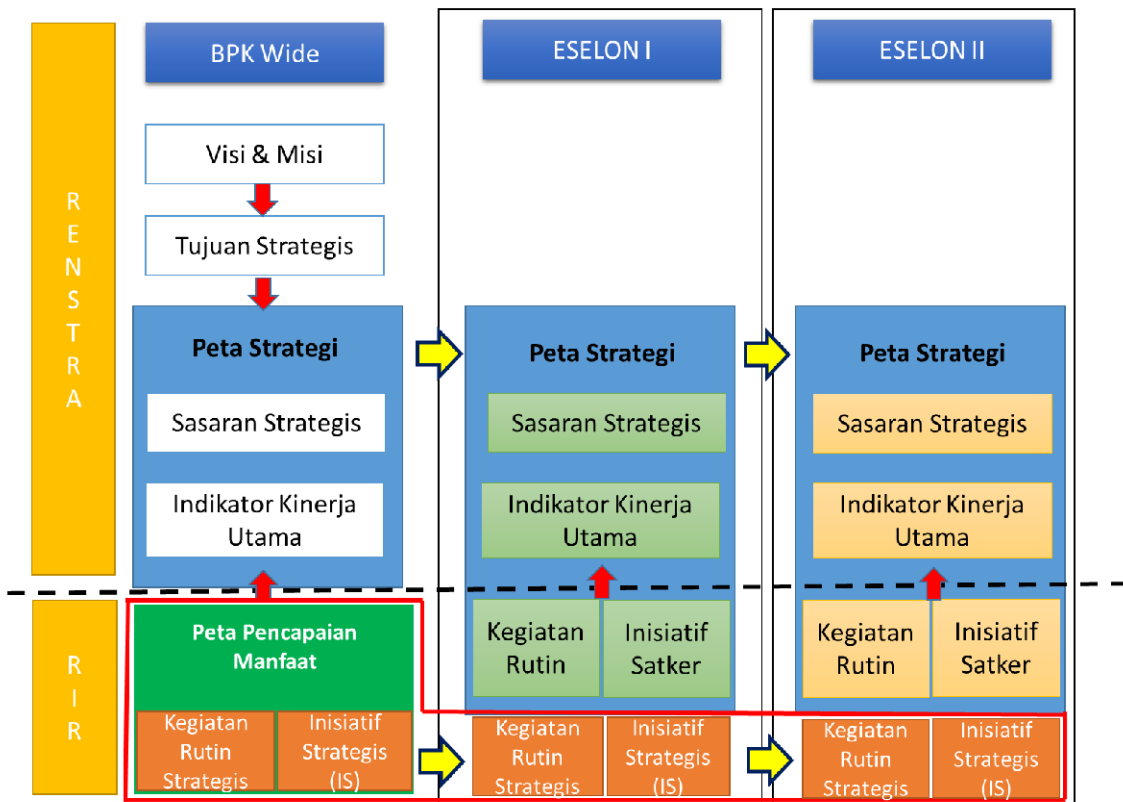 RENSTRA
BPK Wide
Visi & Misi
Tujuan Strategis
Peta Strategi
Sasaran Strategis
Indikator Kinerja
Utama
ESELON I
Peta Strategi
Sasaran Strategis
Indikator Kinerja
Utama
ESELON II
Peta Strategi
Sasaran Strategis
Indikator Kinerja
Utama
RIR
Peta Pencapaian
Manfaat
Kegiatan
Rutin
Strategis
Inisiatif
Strategis
(IS)
Kegiatan
Rutin
Inisiatif
Satker
Kegiatan
Rutin
Strategis
Inisiatif
Strategis
(IS)
Kegiatan
Rutin
Inisiatif
Satker
Kegiatan
Rutin
Strategis
Inisiatif
Strategis
(IS)